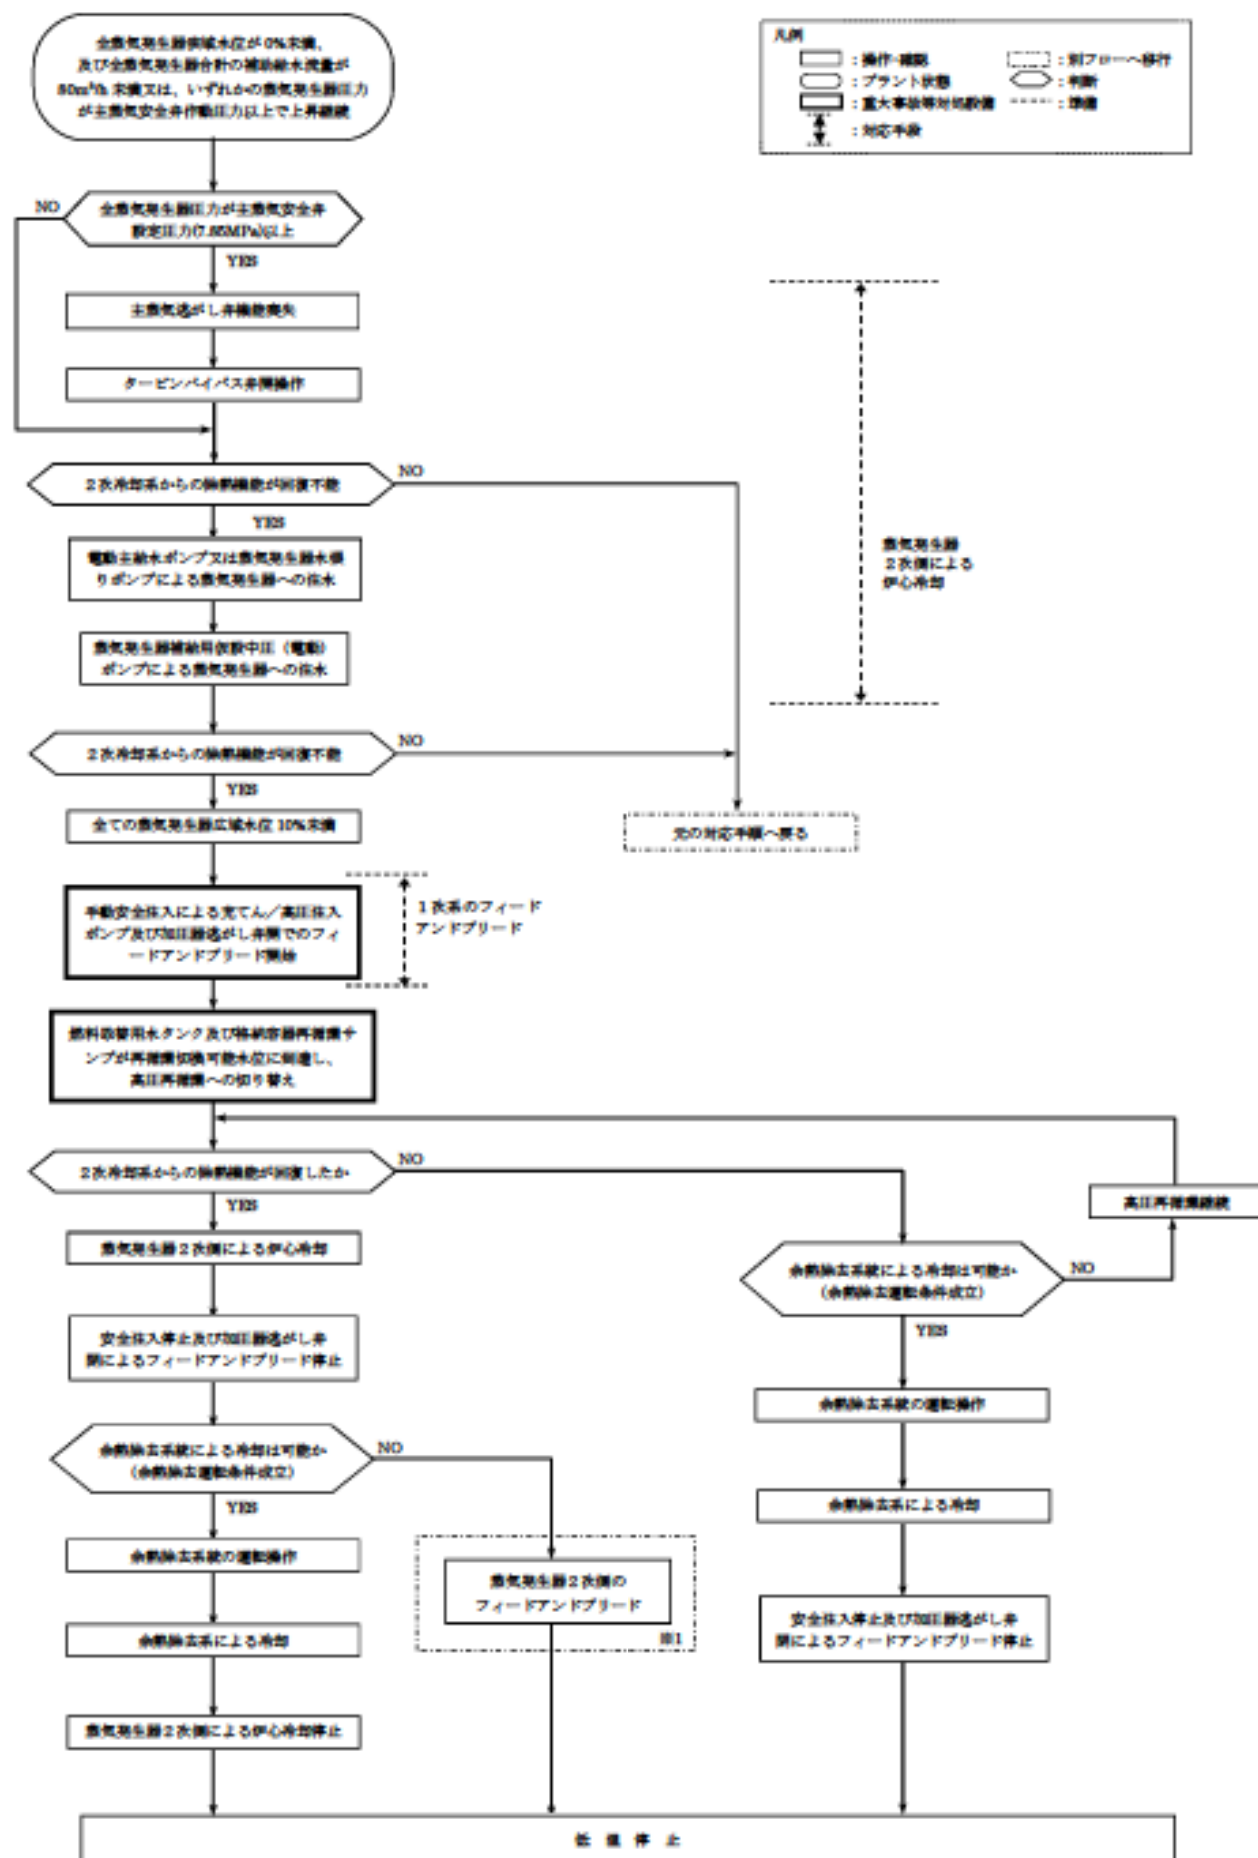 全蒸気発生器狭域水位が0%未満、
及び全蒸気発生器合計の補助給水流量が
80m³/h 未満又は、いずれかの蒸気発生器圧力
が主蒸気安全弁作動圧力以上で上昇継続
凡例
：操作・確認
：プラント状態
：重大事故等対処設備
：対応手段
：別フローへ移行
：判断
：準備
全蒸気発生器圧力が主蒸気安全弁
設定圧力(7.85MPa)以上
NO
YES
主蒸気逃がし弁機能喪失
タービンバイパス弁開操作
2次冷却系からの除熱機能が回復不能
NO
YES
電動主給水ポンプ又は蒸気発生器水張
りポンプによる蒸気発生器への注水
蒸気発生器補給用仮設中圧（電動）
ポンプによる蒸気発生器への注水
蒸気発生器
2次側による
炉心冷却
2次冷却系からの除熱機能が回復不能
NO
YES
全ての蒸気発生器広域水位 10%未満
元の対応手順へ戻る
手動安全注入による充てん／高圧注入
ポンプ及び加圧器逃がし弁開でのフィ
ードアンドブリード開始
1次系のフィード
アンドブリード
燃料取替用水タンク及び格納容器再循環サ
ンプが再循環切換可能水位に到達し、
高圧再循環への切り替え
2次冷却系からの除熱機能が回復したか
NO
YES
高圧再循環継続
蒸気発生器2次側による炉心冷却
余熱除去系統による冷却は可能か
（余熱除去運転条件成立）
NO
YES
安全注入停止及び加圧器逃がし弁
閉によるフィードアンドブリード停止
余熱除去系統の運転操作
余熱除去系統による冷却は可能か
（余熱除去運転条件成立）
NO
YES
余熱除去系による冷却
余熱除去系統の運転操作
蒸気発生器2次側の
フィードアンドブリード
※1
安全注入停止及び加圧器逃がし弁
閉によるフィードアンドブリード停止
余熱除去系による冷却
蒸気発生器2次側による炉心冷却停止
低 温 停 止